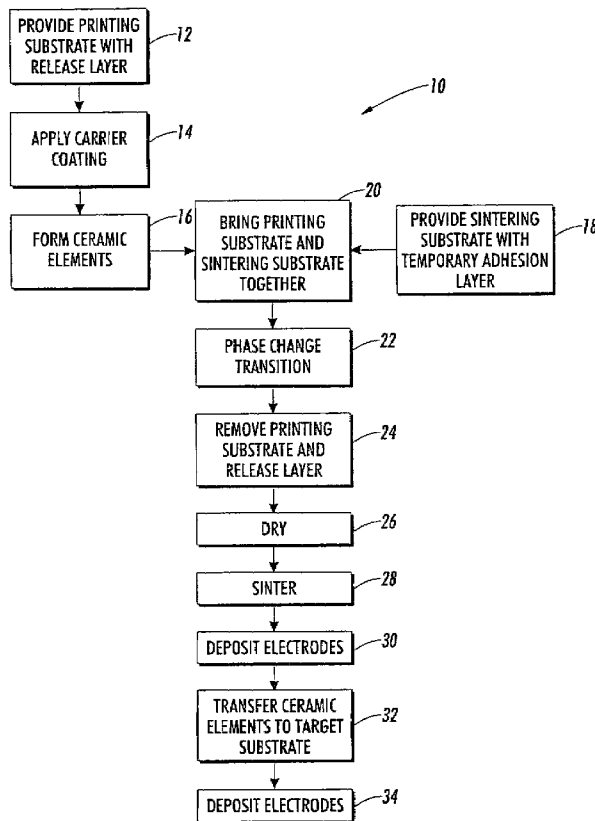 PROVIDE PRINTING
SUBSTRATE WITH
RELEASE LAYER
12
10
APPLY CARRIER
COATING
14
FORM CERAMIC
ELEMENTS
16
BRING PRINTING
SUBSTRATE AND
SINTERING SUBSTRATE
TOGETHER
20
PROVIDE SINTERING
SUBSTRATE WITH
TEMPORARY ADHESION
LAYER
18
PHASE CHANGE
TRANSITION
22
REMOVE PRINTING
SUBSTRATE AND
RELEASE LAYER
24
DRY
26
SINTER
28
DEPOSIT ELECTRODES
30
TRANSFER CERAMIC
ELEMENTS TO TARGET
SUBSTRATE
32
DEPOSIT ELECTRODES
34